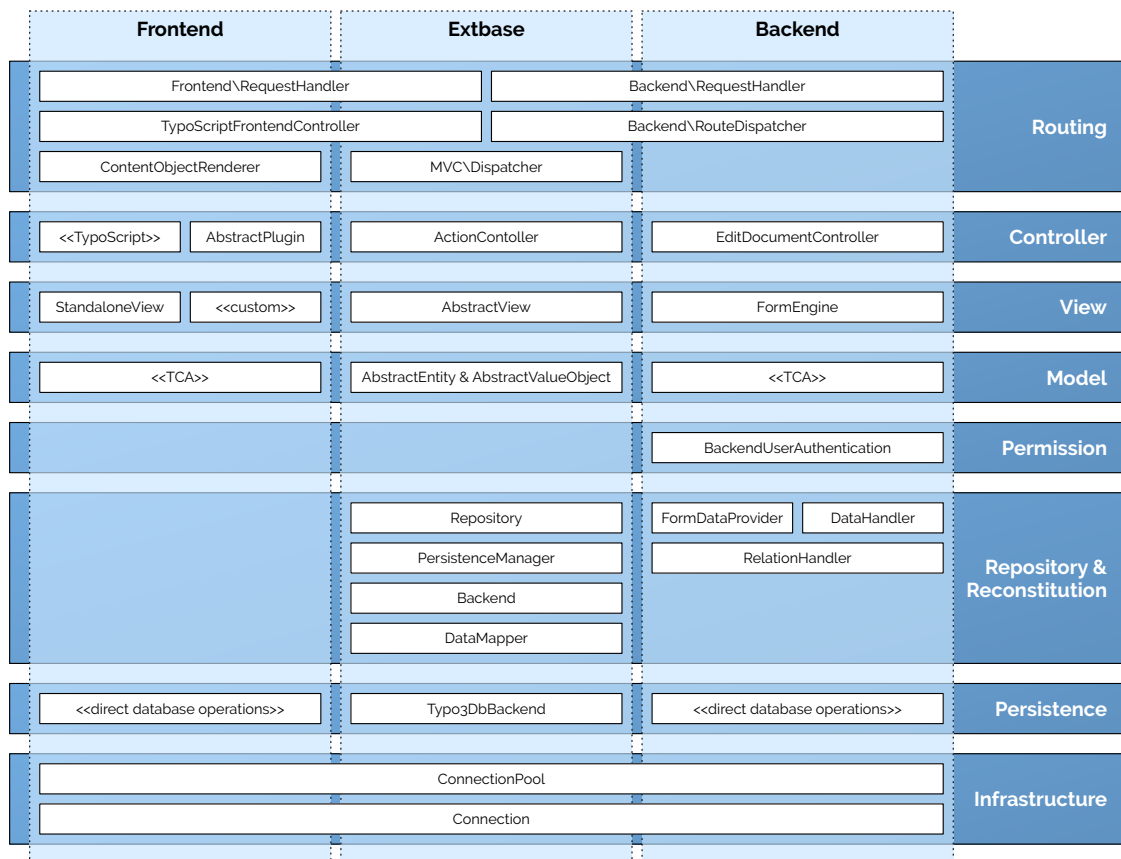 Frontend
Extbase
Backend
Frontend\RequestHandler
Backend\RequestHandler
TypoScriptFrontendController
Backend\RouteDispatcher
Routing
ContentObjectRenderer
MVC\Dispatcher
<<TypoScript>>
AbstractPlugin
ActionContoller
EditDocumentController
Controller
StandaloneView
<<custom>>
AbstractView
FormEngine
View
<<TCA>>
AbstractEntity & AbstractValueObject
<<TCA>>
Model
BackendUserAuthentication
Permission
Repository
FormDataProvider
DataHandler
PersistenceManager
RelationHandler
Repository &
Reconstitution
Backend
DataMapper
<<direct database operations>>
Typo3DbBackend
<<direct database operations>>
Persistence
ConnectionPool
Infrastructure
Connection